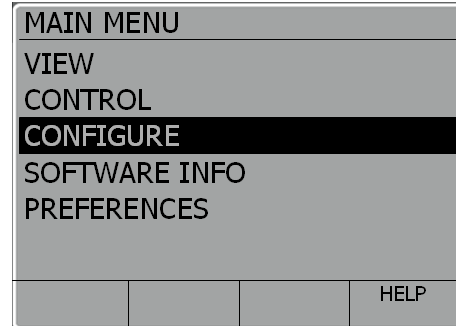 MAIN MENU
VIEW
CONTROL
CONFIGURE
SOFTWARE INFO
PREFERENCES
HELP